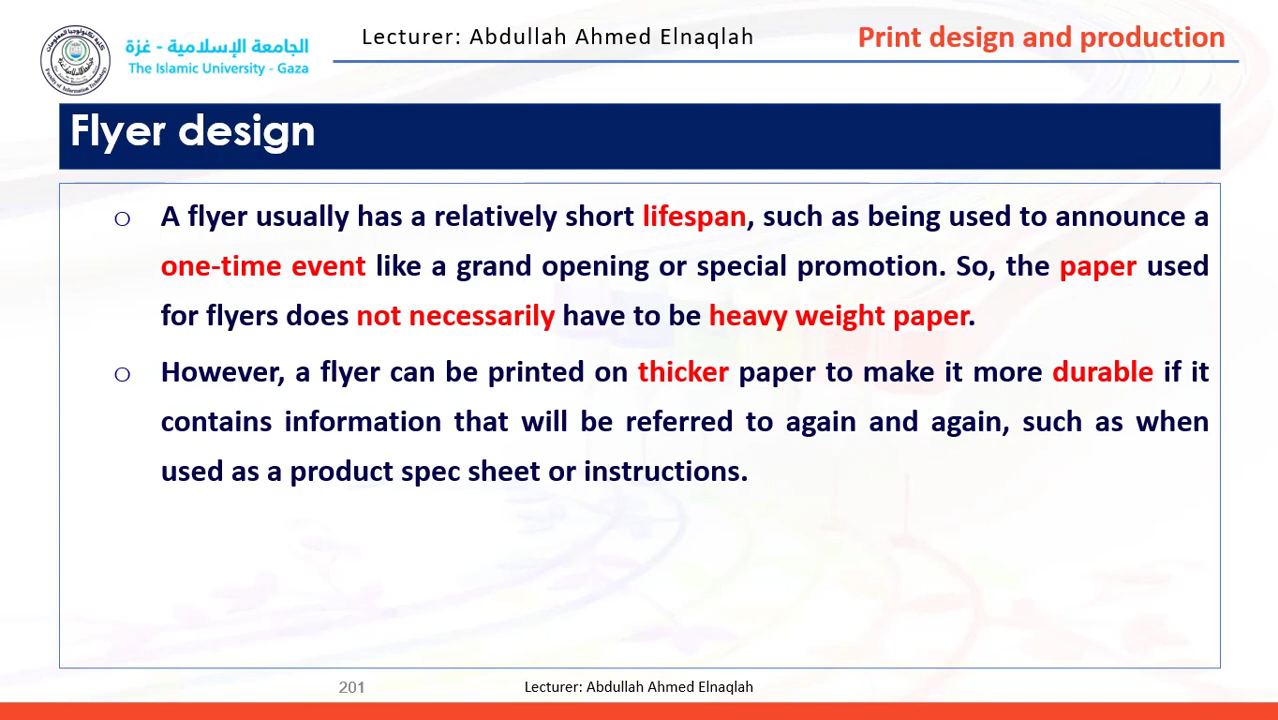 الجامعة الإسلامية - غزة
The Islamic University - Gaza
Lecturer: Abdullah Ahmed Elnaqlah
Print design and production
Flyer design
o A flyer usually has a relatively short lifespan, such as being used to announce a
one-time event like a grand opening or special promotion. So, the paper used
for flyers does not necessarily have to be heavy weight paper.
o However, a flyer can be printed on thicker paper to make it more durable if it
contains information that will be referred to again and again, such as when
used as a product spec sheet or instructions.
201
Lecturer: Abdullah Ahmed Elnaqlah